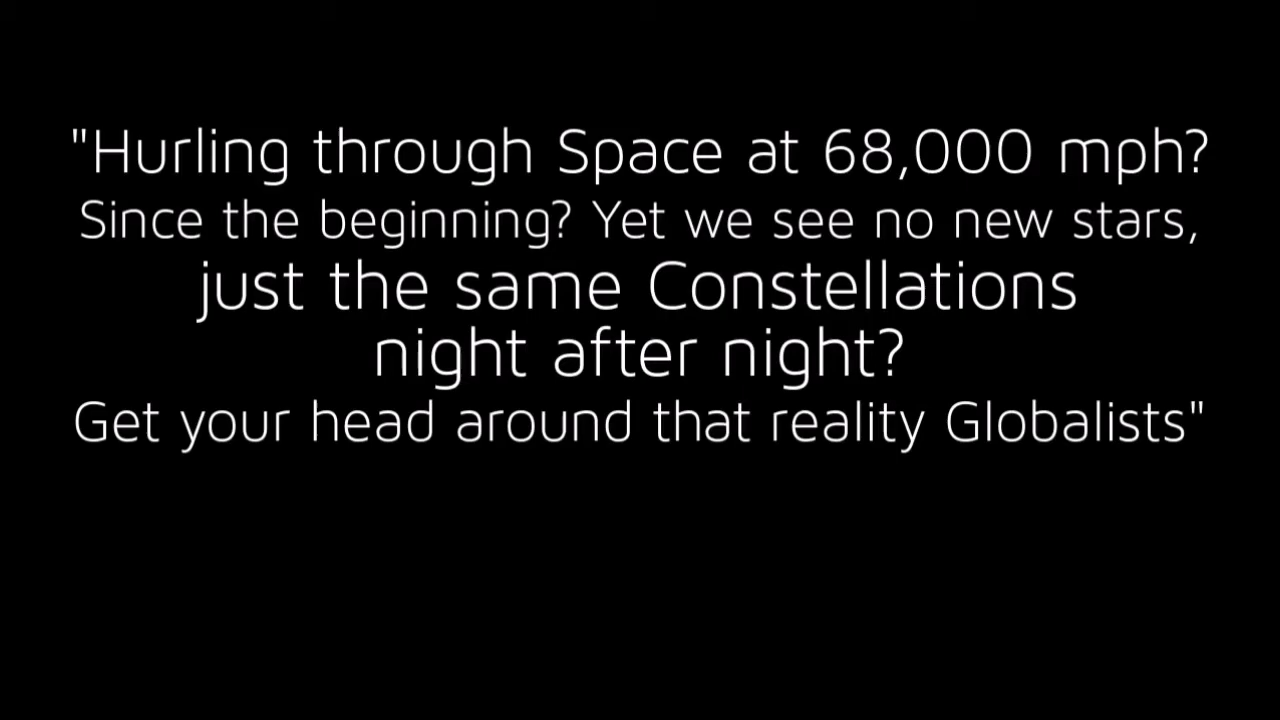 "Hurling through Space at 68,000 mph?
Since the beginning? Yet we see no new stars,
just the same Constellations
night after night?
Get your head around that reality Globalists"